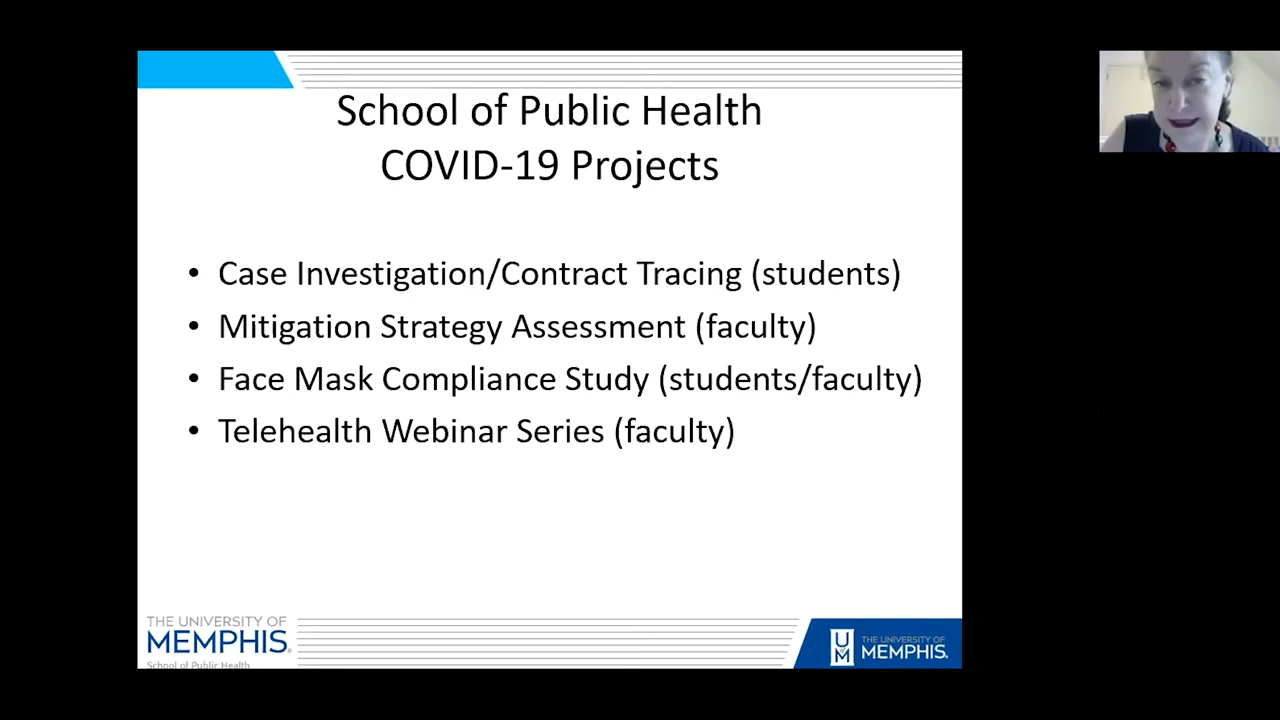 School of Public Health
COVID-19 Projects
• Case Investigation/Contract Tracing (students)
• Mitigation Strategy Assessment (faculty)
• Face Mask Compliance Study (students/faculty)
• Telehealth Webinar Series (faculty)
THE UNIVERSITY OF
MEMPHIS.
School of Public Health
UM
THE UNIVERSITY OF
MEMPHIS.